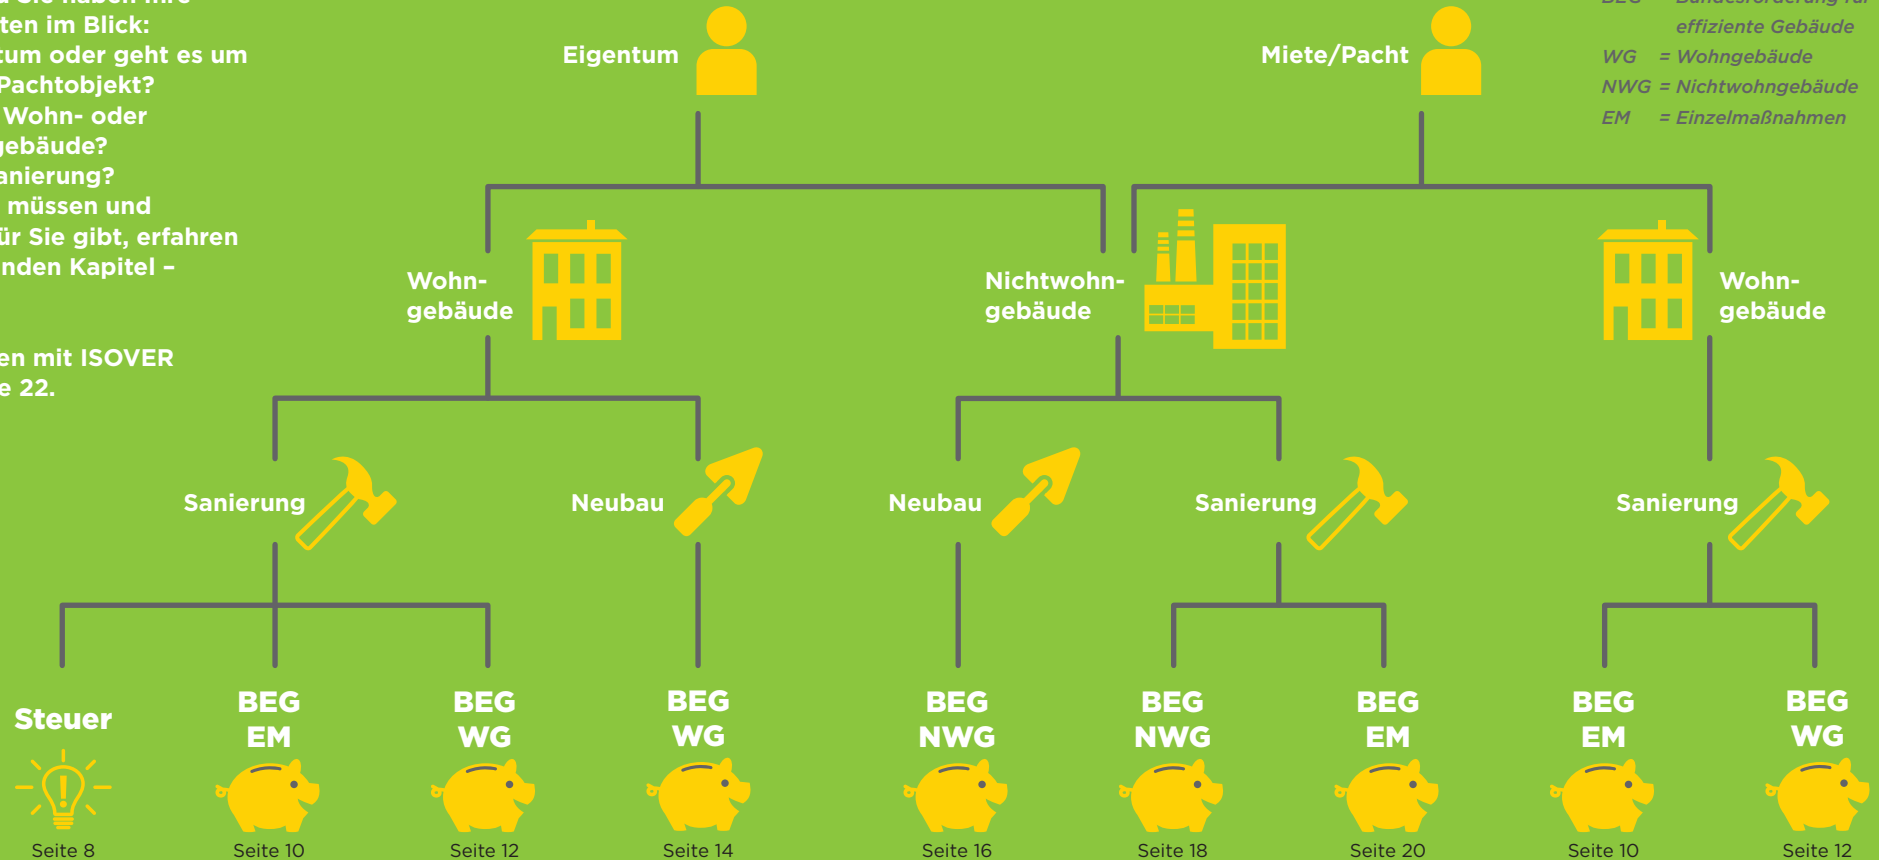 ten im Blick:
tum oder geht es um
Pachtobjekt?
Wohn- oder
gebäude?
anierung?
müssen und
ür Sie gibt, erfahren
nden Kapitel –
en mit ISOVER
e 22.
Eigentum
Miete/Pacht
effiziente Gebäude
WG = Wohngebäude
NWG = Nichtwohngebäude
EM = Einzelmaßnahmen
Wohn-
gebäude
Nichtwohn-
gebäude
Wohn-
gebäude
Sanierung
Neubau
Neubau
Sanierung
Sanierung
Steuer
Seite 8
BEG
EM
Seite 10
BEG
WG
Seite 12
BEG
WG
Seite 14
BEG
NWG
Seite 16
BEG
NWG
Seite 18
BEG
EM
Seite 20
BEG
EM
Seite 10
BEG
WG
Seite 12